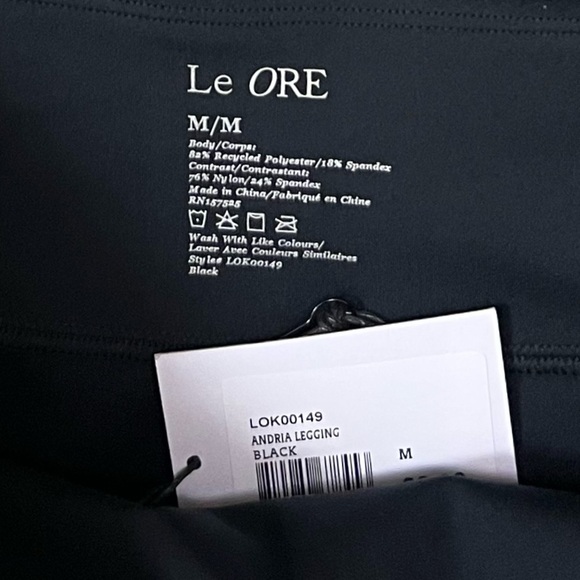 Le ORE
M/M
Body/Corps:
82% Recycled Polyester/18% Spandex
Contrast/Contrastant:
76% Nylon/24% Spandex
Made in China/Fabriqué en Chine
RN157525
Wash With Like Colours/
Laver Avec Couleurs Similaires
Style# LOK00149
Black
LOK00149
ANDRIA LEGGING
BLACK
M